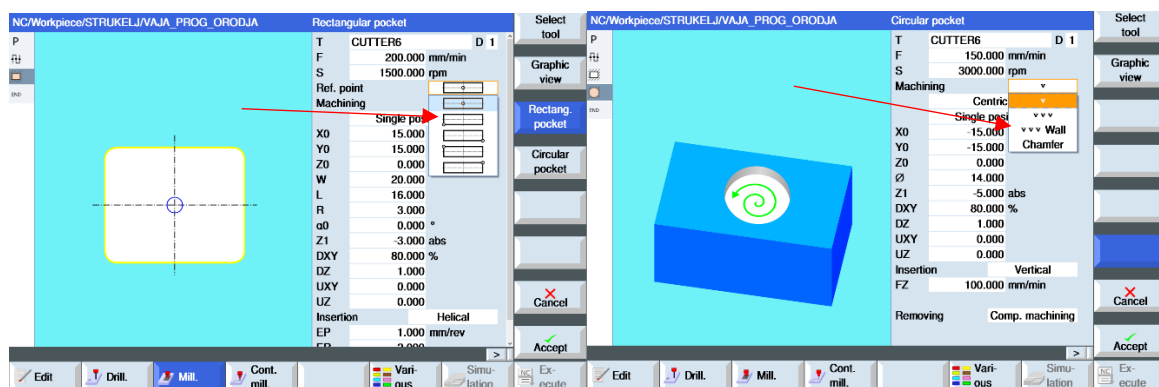 NC/Workpiece/STRUKELJ/VAJA_PROG_ORODJA
Rectangular pocket
Select tool
P
END
T CUTTER6 D 1
F 200.000 mm/min
S 1500.000 rpm
Ref. point
Machining
Single pos
X0 15.000
Y0 15.000
Z0 0.000
W 20.000
L 16.000
R 3.000
α0 0.000 °
Z1 -3.000 abs
DXY 80.000 %
DZ 1.000
UXY 0.000
UZ 0.000
Insertion Helical
EP 1.000 mm/rev
Graphic view
Rectang. pocket
Circular pocket
Cancel
Accept
>
Edit
Drill.
Mill.
Cont. mill.
Vari- ous
Simu- lation
NC Ex- ecute
NC/Workpiece/STRUKELJ/VAJA_PROG_ORODJA
Circular pocket
Select tool
P
END
T CUTTER6 D 1
F 150.000 mm/min
S 3000.000 rpm
Machining ▿
Centric
Single posi
▿
▿▿▿
▿▿▿ Wall
Chamfer
X0 -15.000
Y0 -15.000
Z0 0.000
Ø 14.000
Z1 -5.000 abs
DXY 80.000 %
DZ 1.000
UXY 0.000
UZ 0.000
Insertion Vertical
FZ 100.000 mm/min
Removing Comp. machining
Graphic view
Cancel
Accept
>
Edit
Drill.
Mill.
Cont. mill.
Vari- ous
Simu- lation
NC Ex- ecute